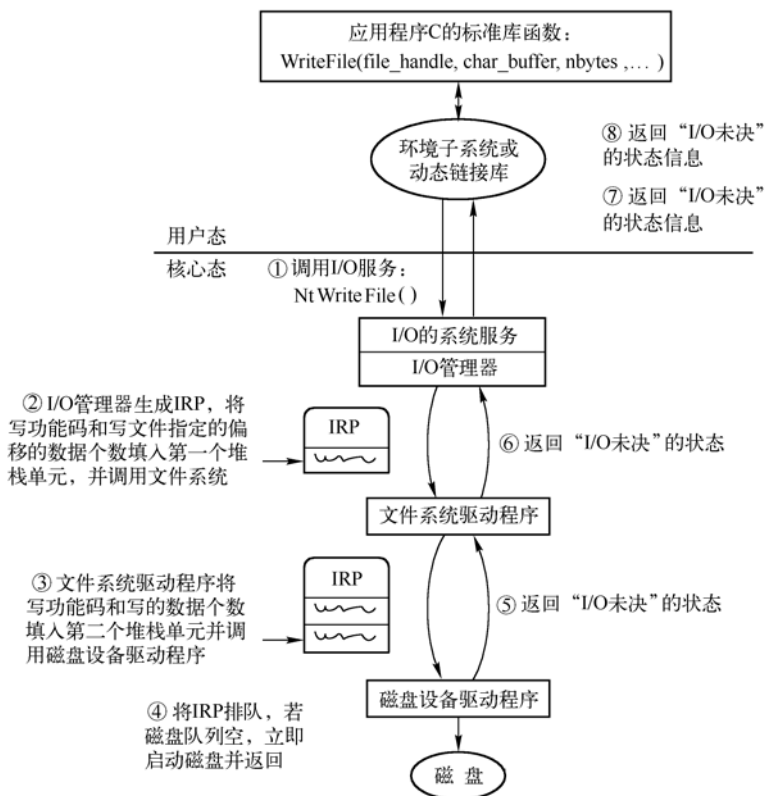 应用程序C的标准库函数：
WriteFile(file_handle, char_buffer, nbytes ,… )
环境子系统或
动态链接库
⑧ 返回“I/O未决”
的状态信息
⑦ 返回“I/O未决”
的状态信息
用户态
核心态
①调用I/O服务：
NtWriteFile( )
I/O的系统服务
I/O管理器
② I/O管理器生成IRP，将
写功能码和写文件指定的偏
移的数据个数填入第一个堆
栈单元，并调用文件系统
IRP
⑥ 返回“I/O未决”的状态
文件系统驱动程序
③ 文件系统驱动程序将
写功能码和写的数据个数
填入第二个堆栈单元并调
用磁盘设备驱动程序
IRP
⑤ 返回“I/O未决”的状态
磁盘设备驱动程序
④ 将IRP排队，若
磁盘队列空，立即
启动磁盘并返回
磁 盘